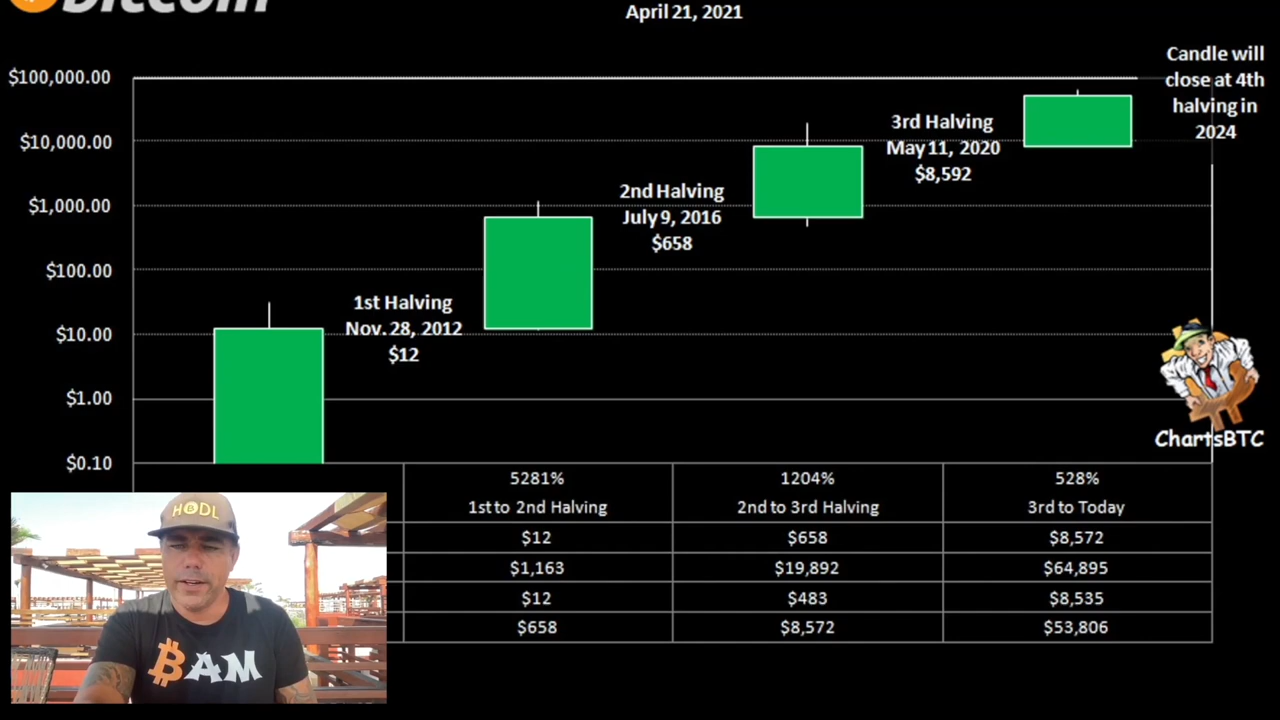 Bitcoin
April 21, 2021
Candle will
close at 4th
halving in
2024
$100,000.00
$10,000.00
$1,000.00
$100.00
$10.00
$1.00
$0.10
3rd Halving
May 11, 2020
$8,592
2nd Halving
July 9, 2016
$658
1st Halving
Nov. 28, 2012
$12
ChartsBTC
5281% 1204% 528%
1st to 2nd Halving 2nd to 3rd Halving 3rd to Today
$12 $658 $8,572
$1,163 $19,892 $64,895
$12 $483 $8,535
$658 $8,572 $53,806
HODL
BAM